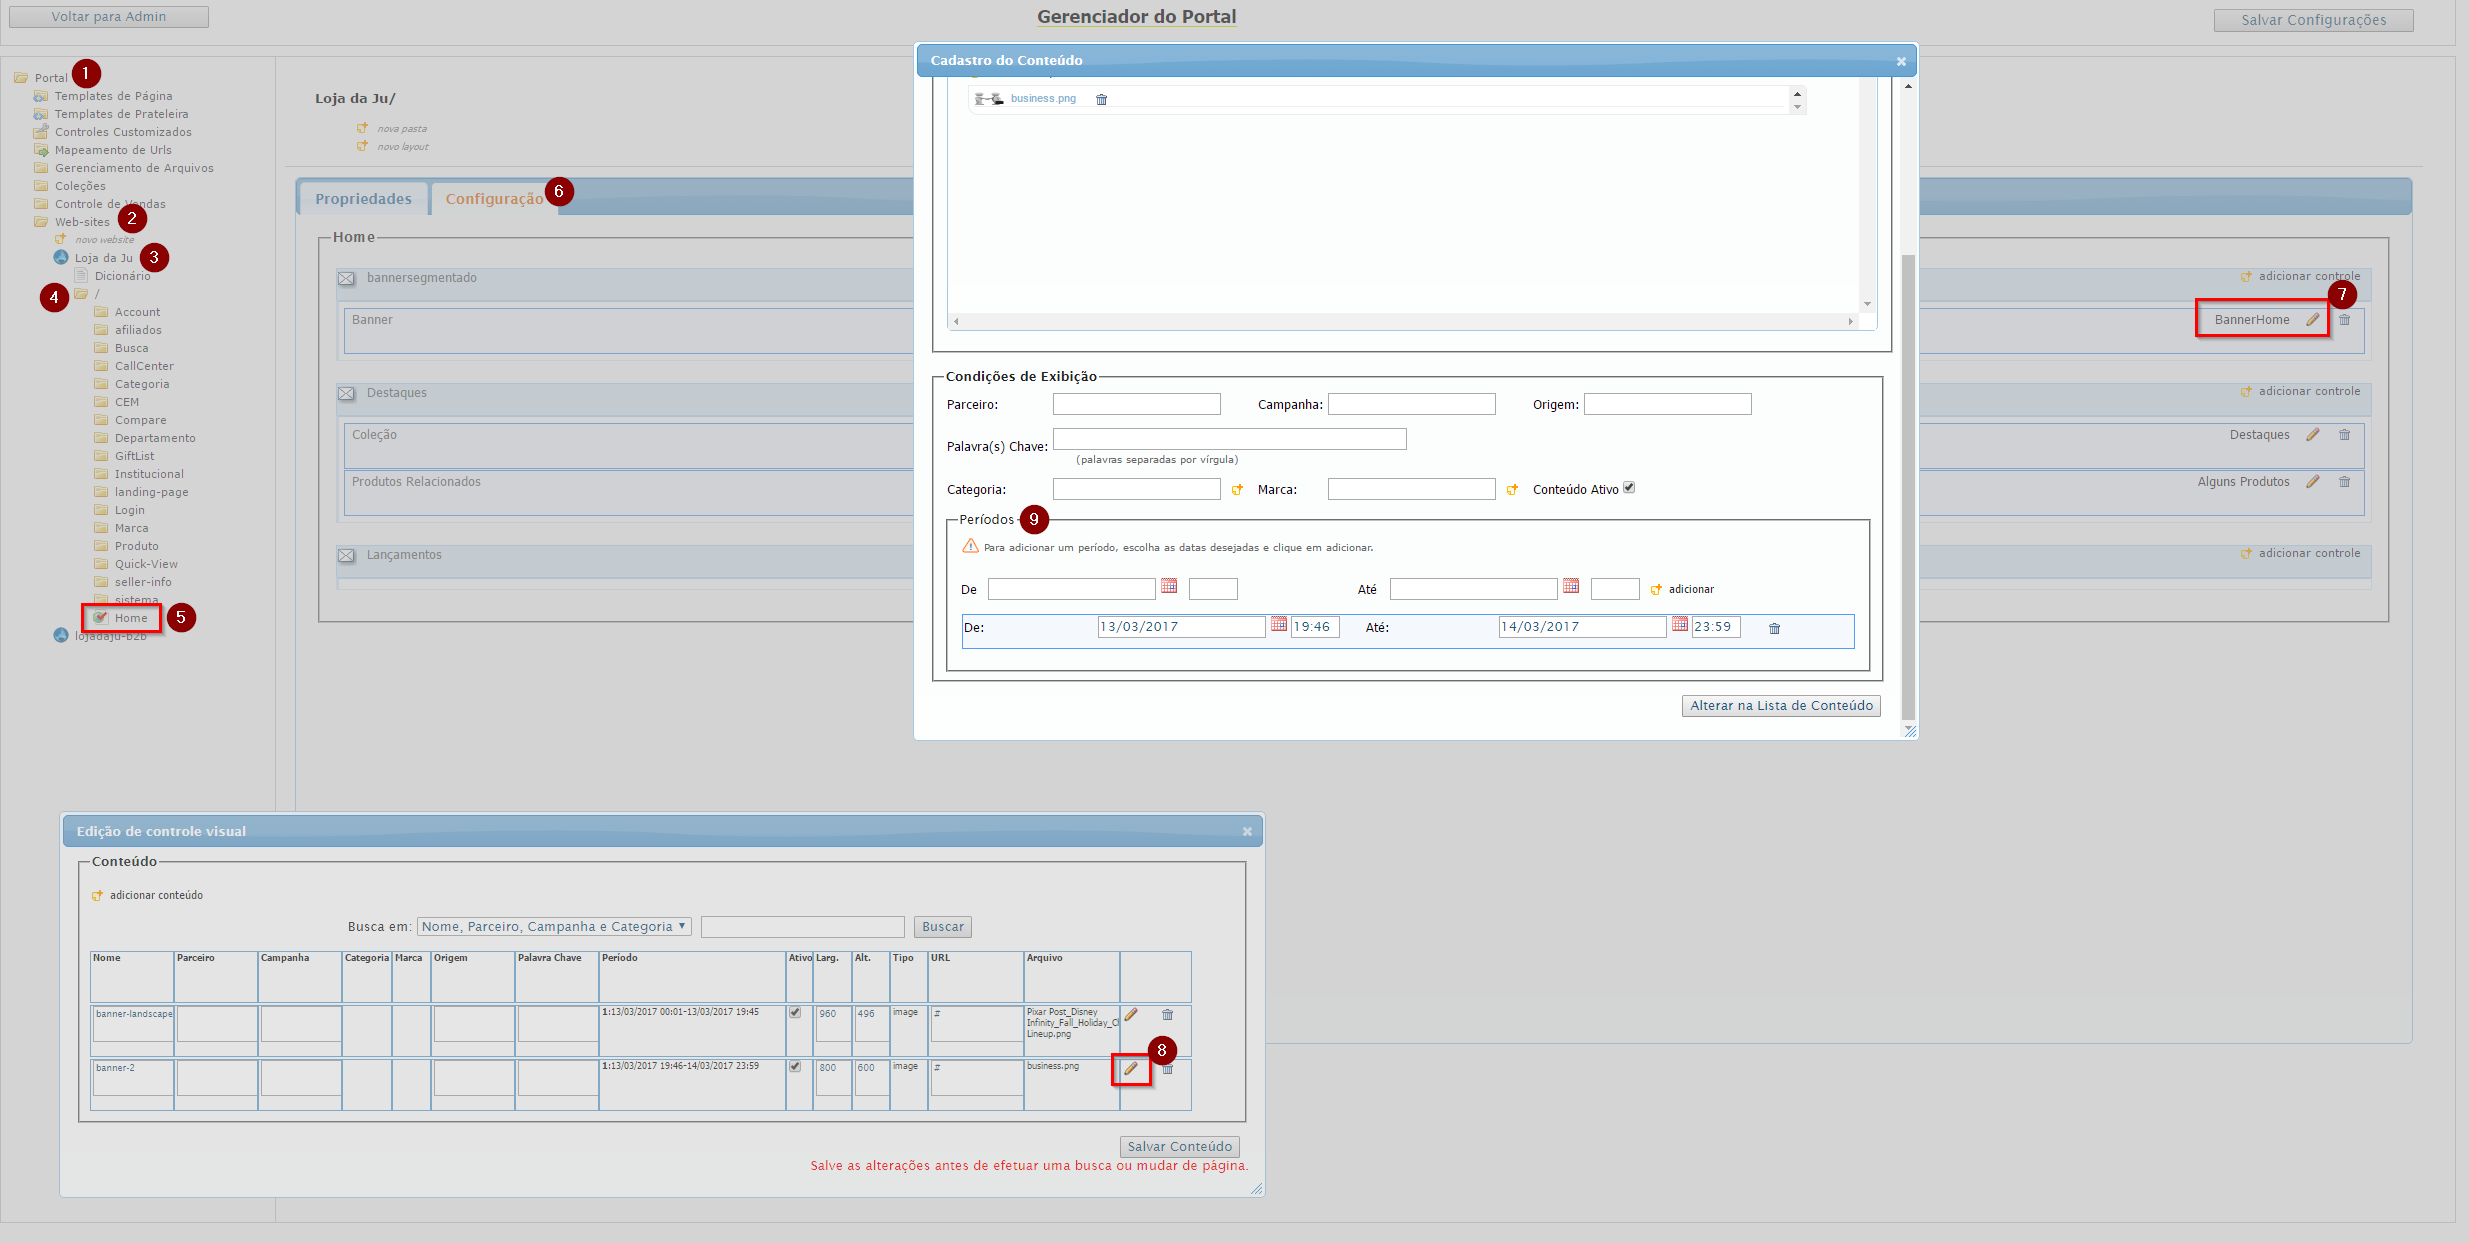 Voltar para Admin
Gerenciador do Portal
Salvar Configurações
Portal
1
Templates de Página
Templates de Prateleira
Controles Customizados
Mapeamento de Urls
Gerenciamento de Arquivos
Coleções
Controle de Vendas
Web-sites
2
novo website
Loja da Ju
3
Dicionário
4
/
Account
afiliados
Busca
CallCenter
Categoria
CEM
Compare
Departamento
GiftList
Institucional
landing-page
Login
Marca
Produto
Quick-View
seller-info
sistema
Home
5
lojadaju-b2b
Loja da Ju/
nova pasta
novo layout
Propriedades
Configuração
6
Home
bannersegmentado
adicionar controle
Banner
BannerHome
7
Destaques
adicionar controle
Coleção
Destaques
Produtos Relacionados
Alguns Produtos
Lançamentos
adicionar controle
Cadastro do Conteúdo
business.png
Condições de Exibição
Parceiro:
Campanha:
Origem:
Palavra(s) Chave:
(palavras separadas por vírgula)
Categoria:
Marca:
Conteúdo Ativo
Períodos
9
Para adicionar um período, escolha as datas desejadas e clique em adicionar.
De
Até
adicionar
De: 13/03/2017 19:46 Até: 14/03/2017 23:59
Alterar na Lista de Conteúdo
Edição de controle visual
Conteúdo
adicionar conteúdo
Busca em: Nome, Parceiro, Campanha e Categoria Buscar
Nome Parceiro Campanha Categoria Marca Origem Palavra Chave Período Ativo Larg. Alt. Tipo URL Arquivo
banner-landscape 1:13/03/2017 00:01-13/03/2017 19:45 960 496 image # Pixar Post_Disney
Infinity_Fall_Holiday_Cl
Lineup.png
8
banner-2 1:13/03/2017 19:46-14/03/2017 23:59 800 600 image # business.png
Salvar Conteúdo
Salve as alterações antes de efetuar uma busca ou mudar de página.